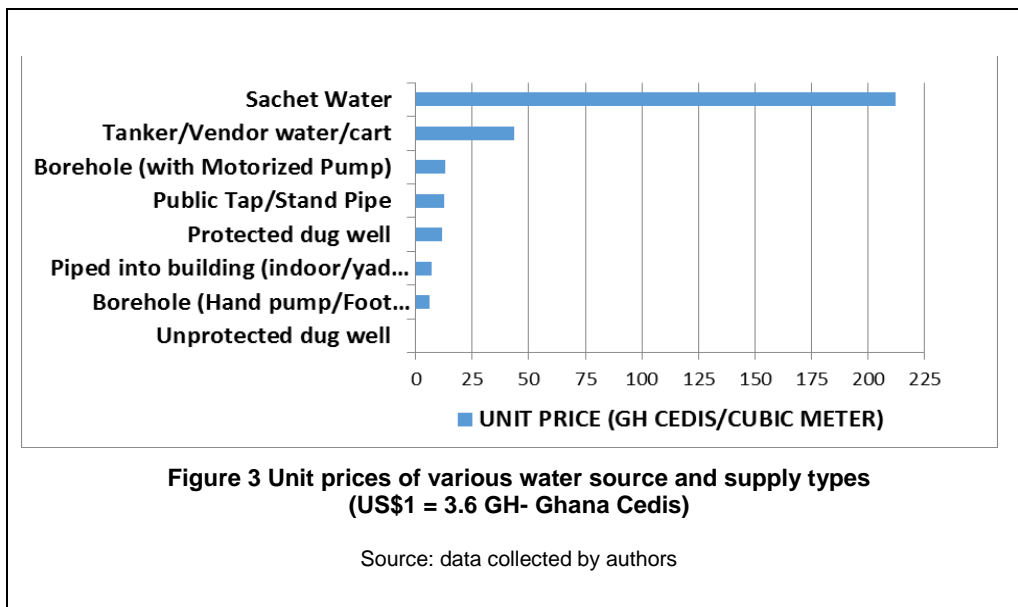 Sachet Water
Tanker/Vendor water/cart
Borehole (with Motorized Pump)
Public Tap/Stand Pipe
Protected dug well
Piped into building (indoor/yad...
Borehole (Hand pump/Foot...
Unprotected dug well
0 25 50 75 100 125 150 175 200 225
UNIT PRICE (GH CEDIS/CUBIC METER)
Figure 3 Unit prices of various water source and supply types
(US$1 = 3.6 GH- Ghana Cedis)
Source: data collected by authors